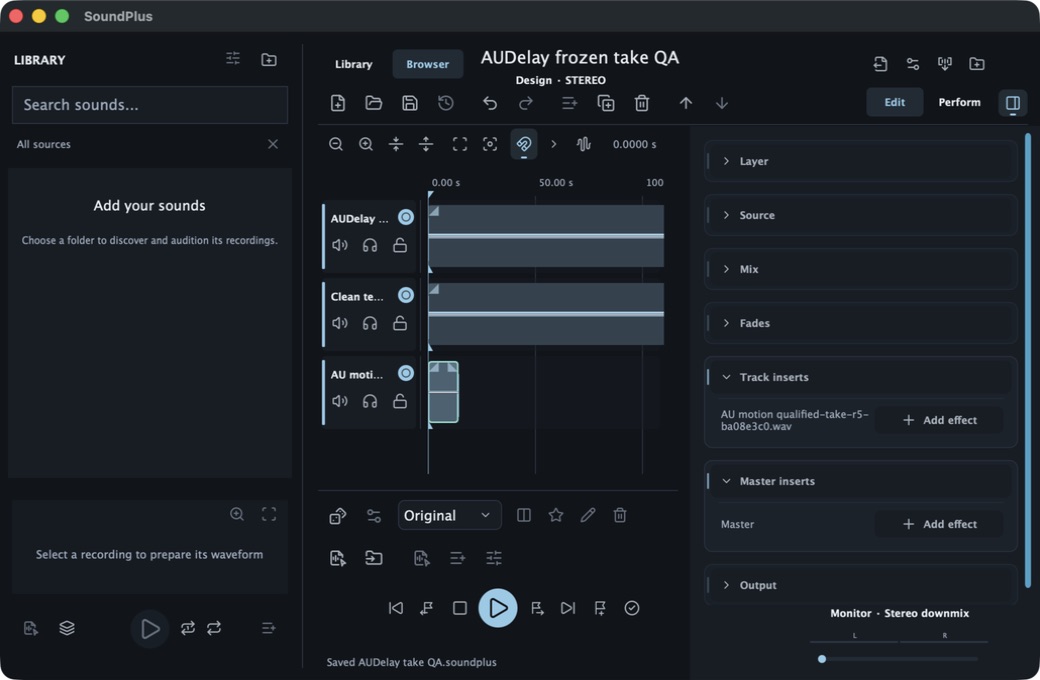 SoundPlus
LIBRARY
Search sounds...
All sources
Add your sounds
Choose a folder to discover and audition its recordings.
Select a recording to prepare its waveform
Library
Browser
AUDelay frozen take QA
Design · STEREO
Edit
Perform
0.0000 s
0.00 s
50.00 s
100
AUDelay ...
Clean te...
AU moti...
Original
Saved AUDelay take QA.soundplus
Layer
Source
Mix
Fades
Track inserts
AU motion qualified-take-r5-
ba08e3c0.wav
Add effect
Master inserts
Master
Add effect
Output
Monitor · Stereo downmix
L
R